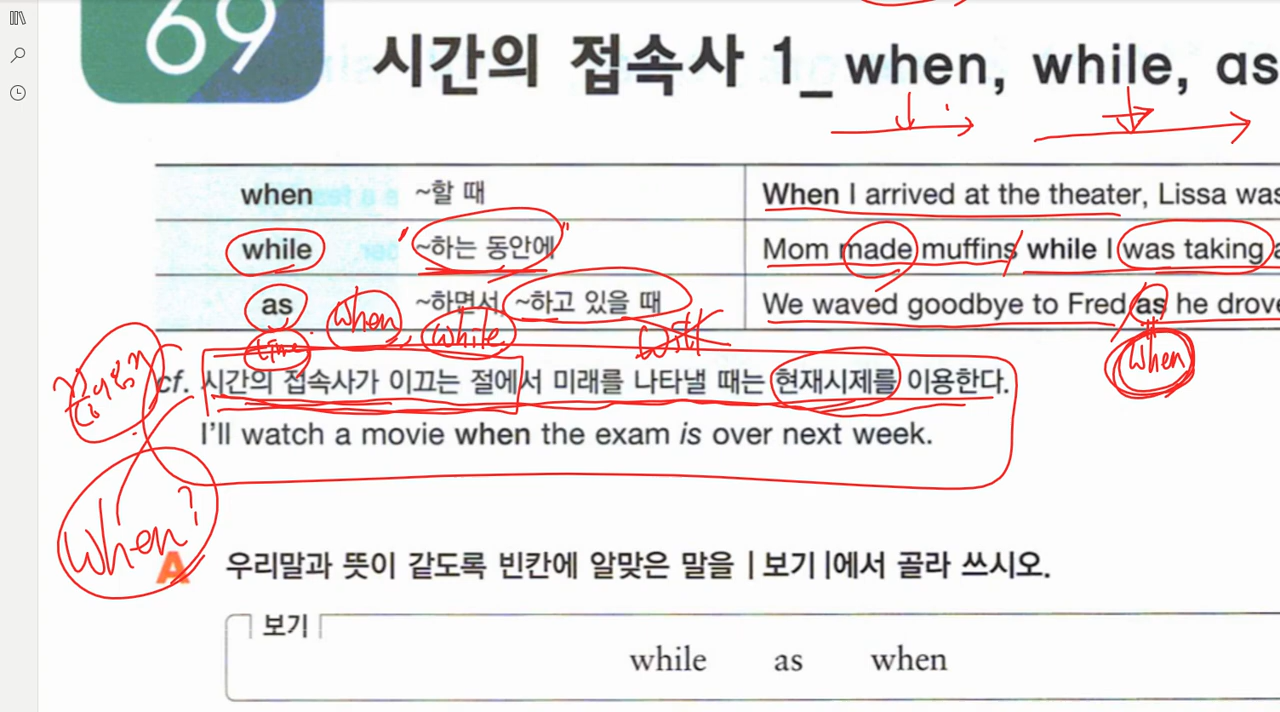 69
시간의 접속사 1_ when, while, as
when ~할 때 When I arrived at the theater, Lissa was
while ~하는 동안에 Mom made muffins while I was taking
as ~하면서, ~하고 있을 때 We waved goodbye to Fred as he drove
when, while
time
when
cf. 시간의 접속사가 이끄는 절에서 미래를 나타낼 때는 현재시제를 이용한다.
I'll watch a movie when the exam is over next week.
when?
A 우리말과 뜻이 같도록 빈칸에 알맞은 말을 |보기|에서 골라 쓰시오.
보기
while as when